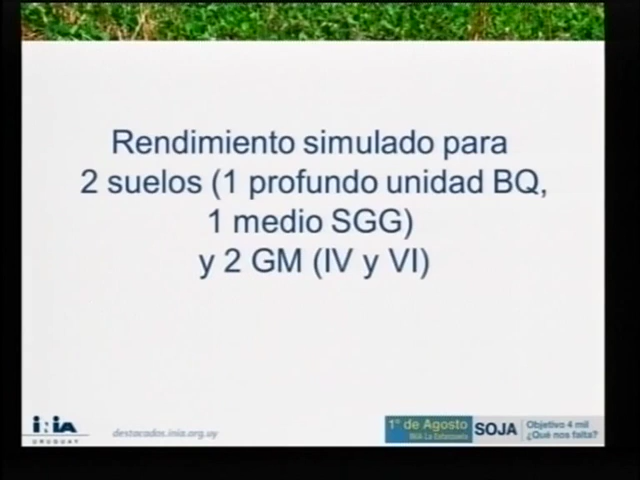 Rendimiento simulado para
2 suelos (1 profundo unidad BQ,
1 medio SGG)
y 2 GM (IV y VI)
INIA
URUGUAY
destacados.inia.org.uy
1° de Agosto
INIA La Estanzuela
SOJA
Objetivo 4 mil
¿Qué nos falta?